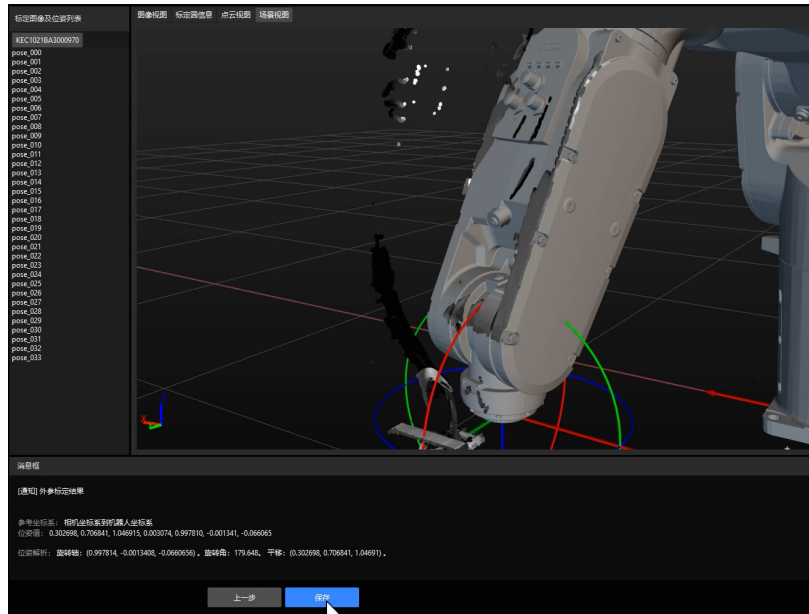 标定图像及位姿列表
图像视图 标定圆信息 点云视图 场景视图
KEC1021BA3000970
pose_000
pose_001
pose_002
pose_003
pose_004
pose_005
pose_006
pose_007
pose_008
pose_009
pose_010
pose_011
pose_012
pose_013
pose_014
pose_015
pose_016
pose_017
pose_018
pose_019
pose_020
pose_021
pose_022
pose_023
pose_024
pose_025
pose_026
pose_027
pose_028
pose_029
pose_030
pose_031
pose_032
pose_033
消息框
[通知] 外参标定结果
参考坐标系： 相机坐标系到机器人坐标系
位姿值： 0.302698, 0.706841, 1.046915, 0.003074, 0.997810, -0.001341, -0.066065
位姿解析： 旋转轴：(0.997814, -0.0013408, -0.0660656) 。旋转角：179.648。 平移：(0.302698, 0.706841, 1.04691) 。
上一步 保存